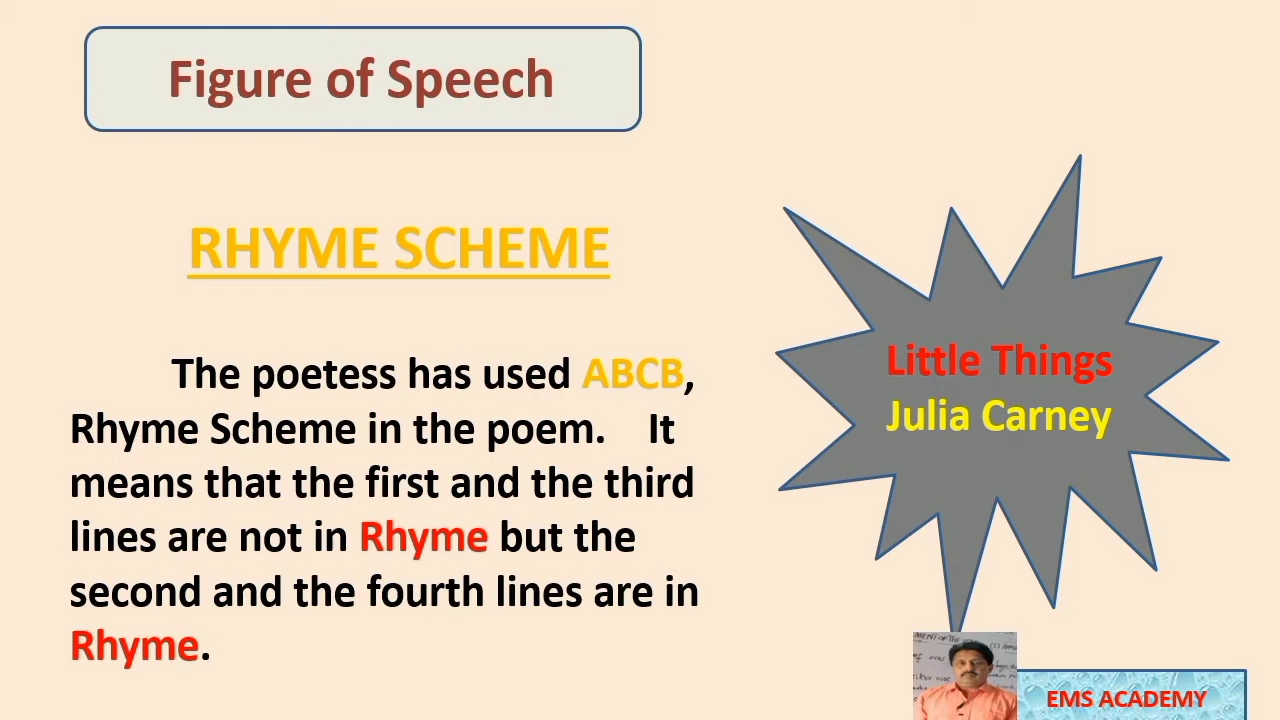 Figure of Speech
RHYME SCHEME
The poetess has used ABCB,
Rhyme Scheme in the poem. It
means that the first and the third
lines are not in Rhyme but the
second and the fourth lines are in
Rhyme.
Little Things
Julia Carney
EMS ACADEMY